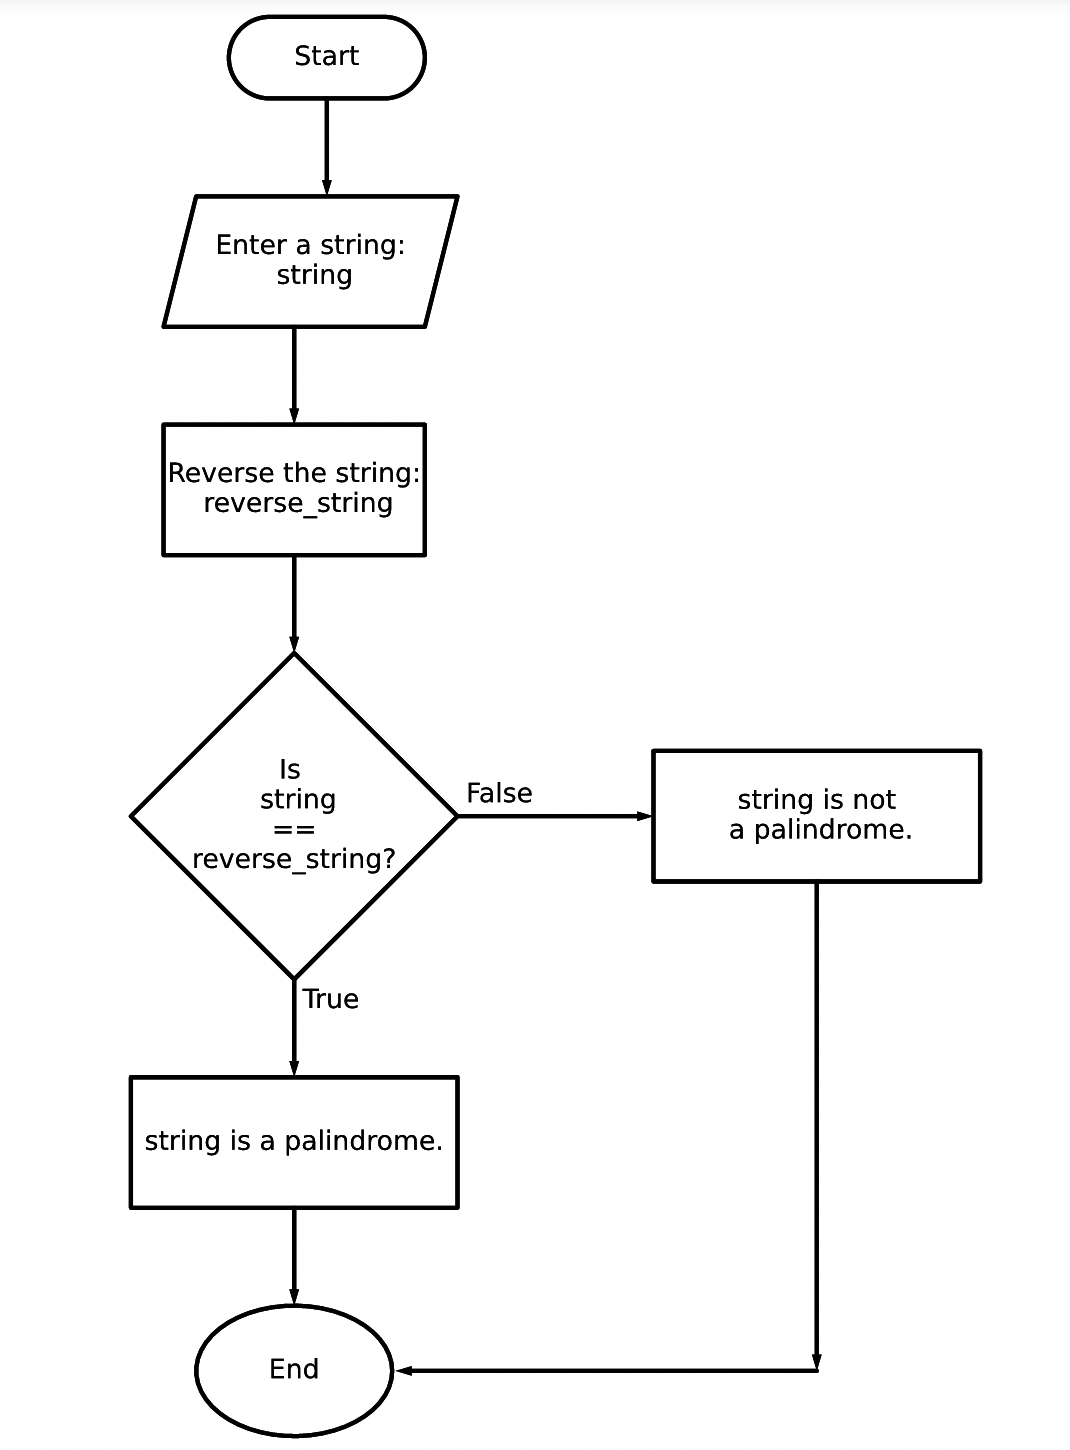 Start
Enter a string:
string
Reverse the string:
reverse_string
Is
string
==
reverse_string?
False
string is not
a palindrome.
True
string is a palindrome.
End